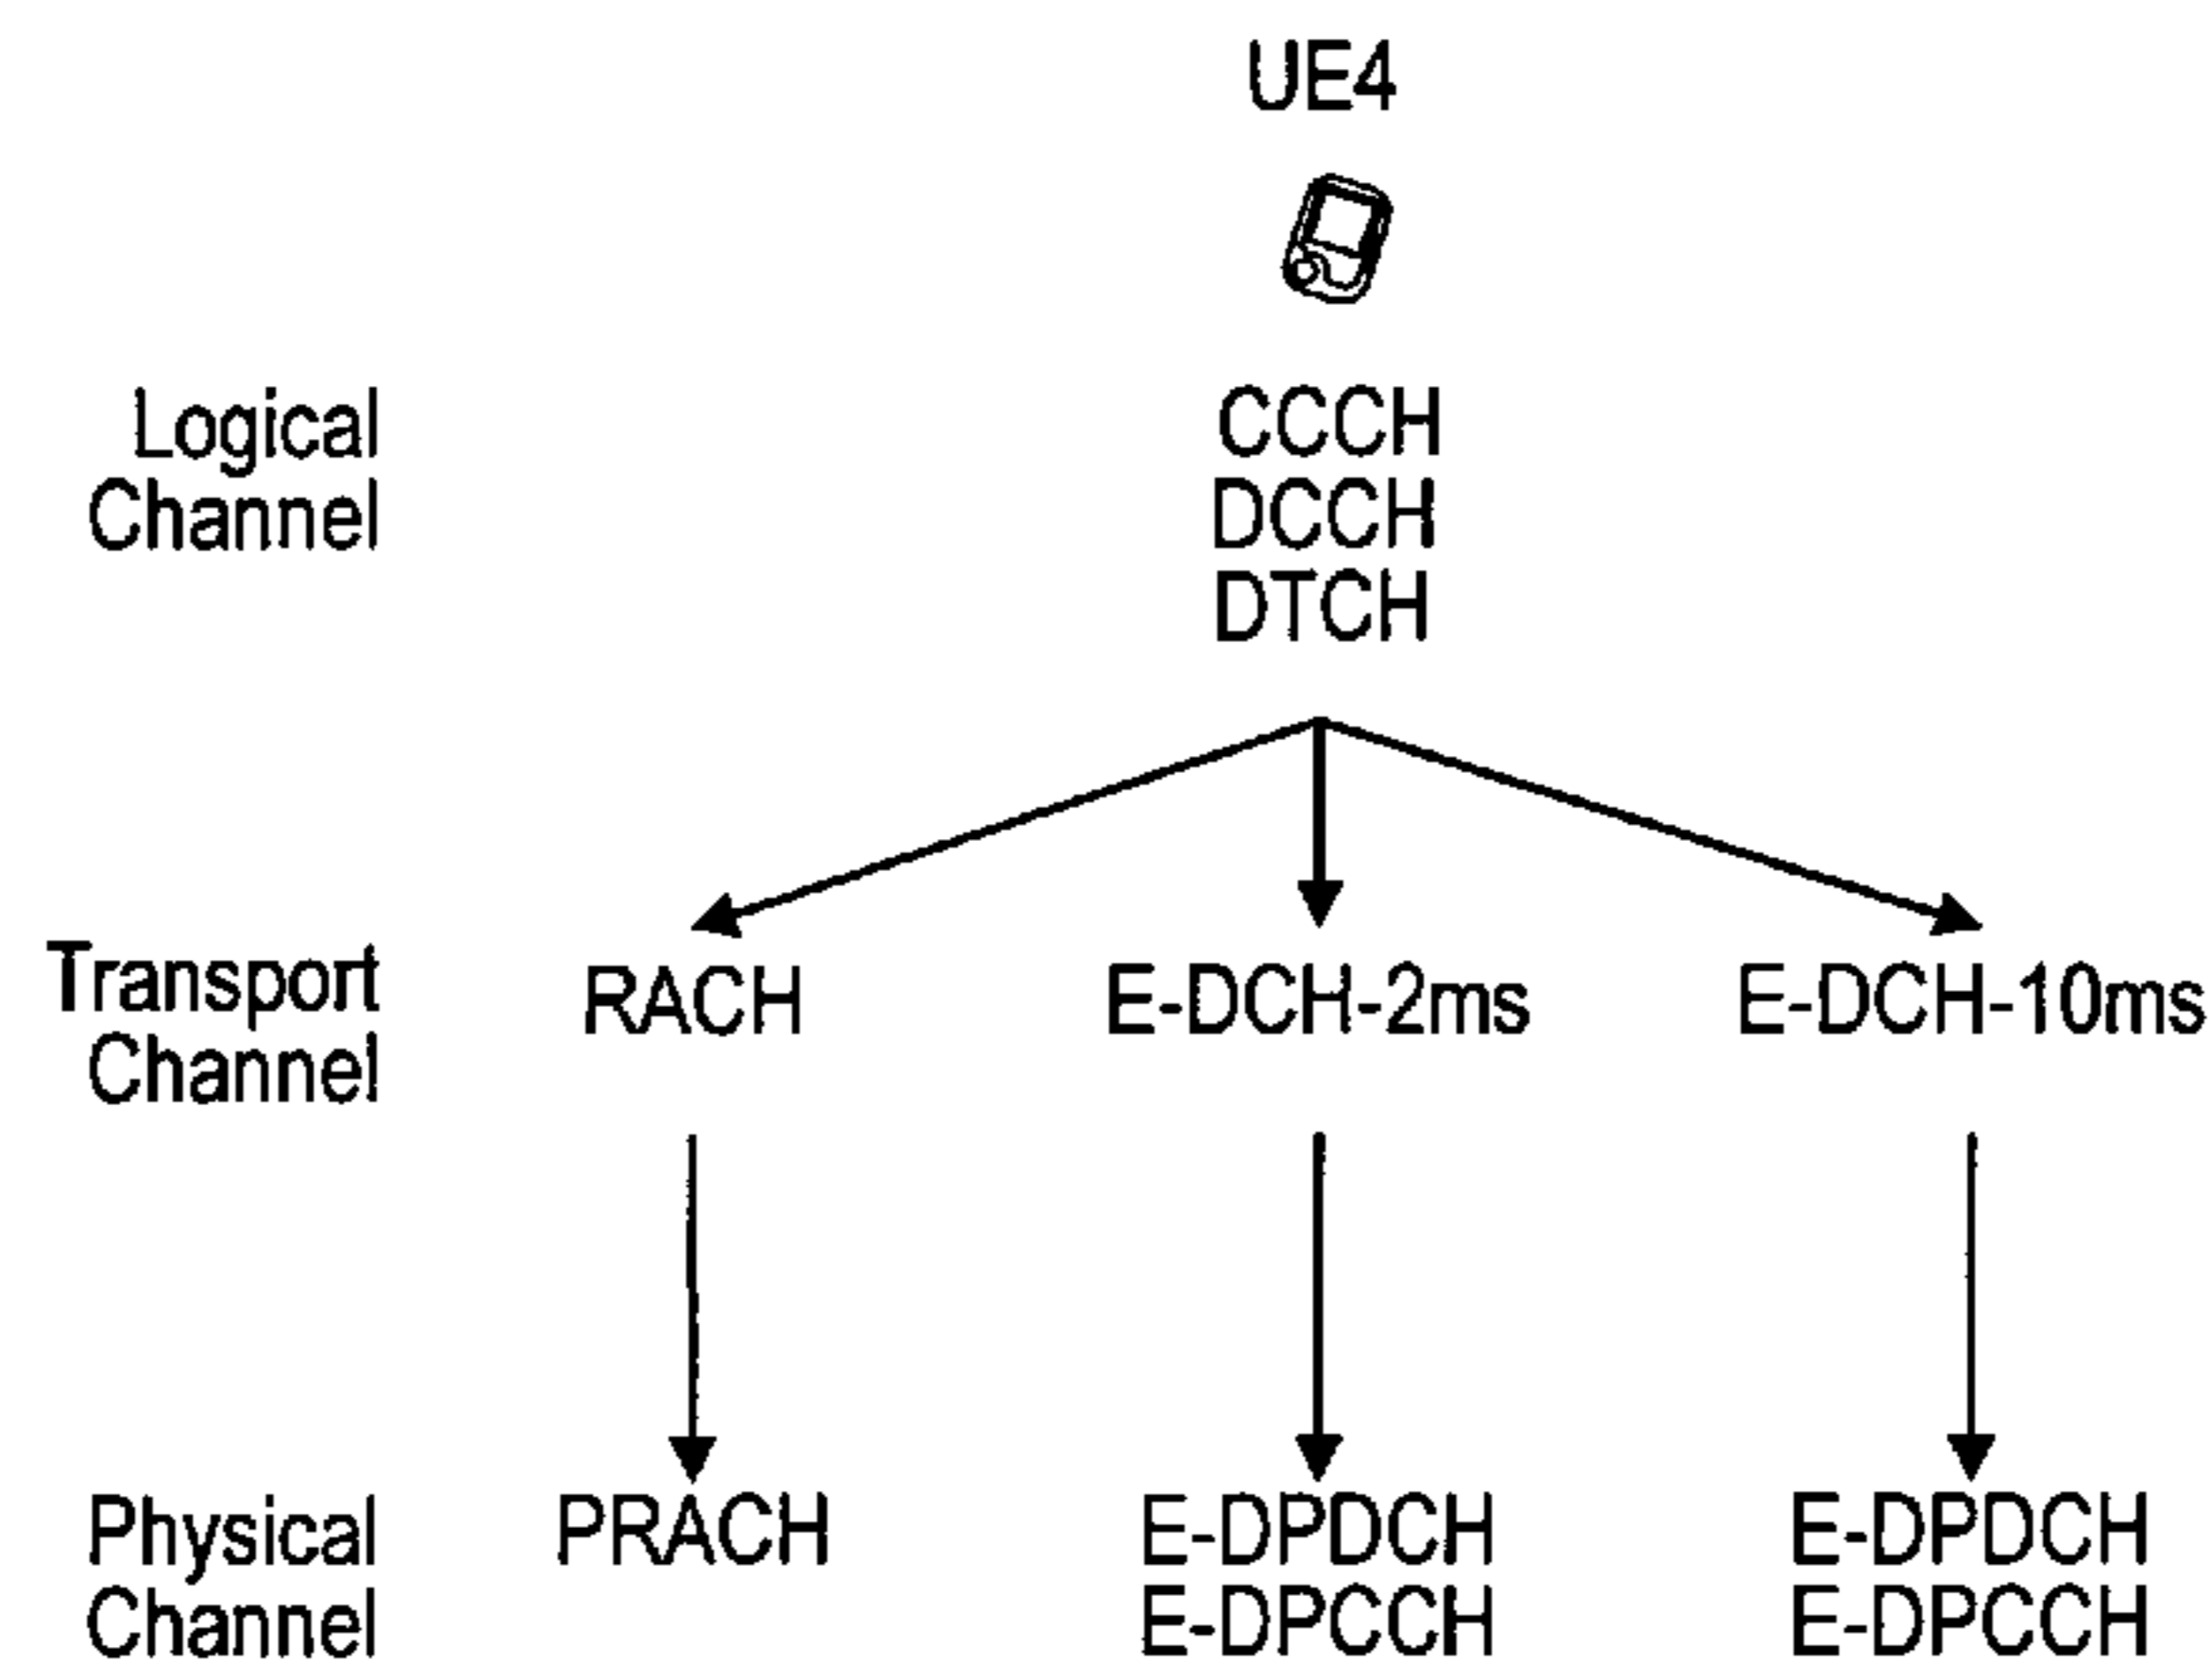 UE4
Logical
Channel
CCCH
DCCH
DTCH
Transport
Channel
RACH
E-DCH-2ms
E-DCH-10ms
Physical
Channel
PRACH
E-DPDCH
E-DPCCH
E-DPDCH
E-DPCCH